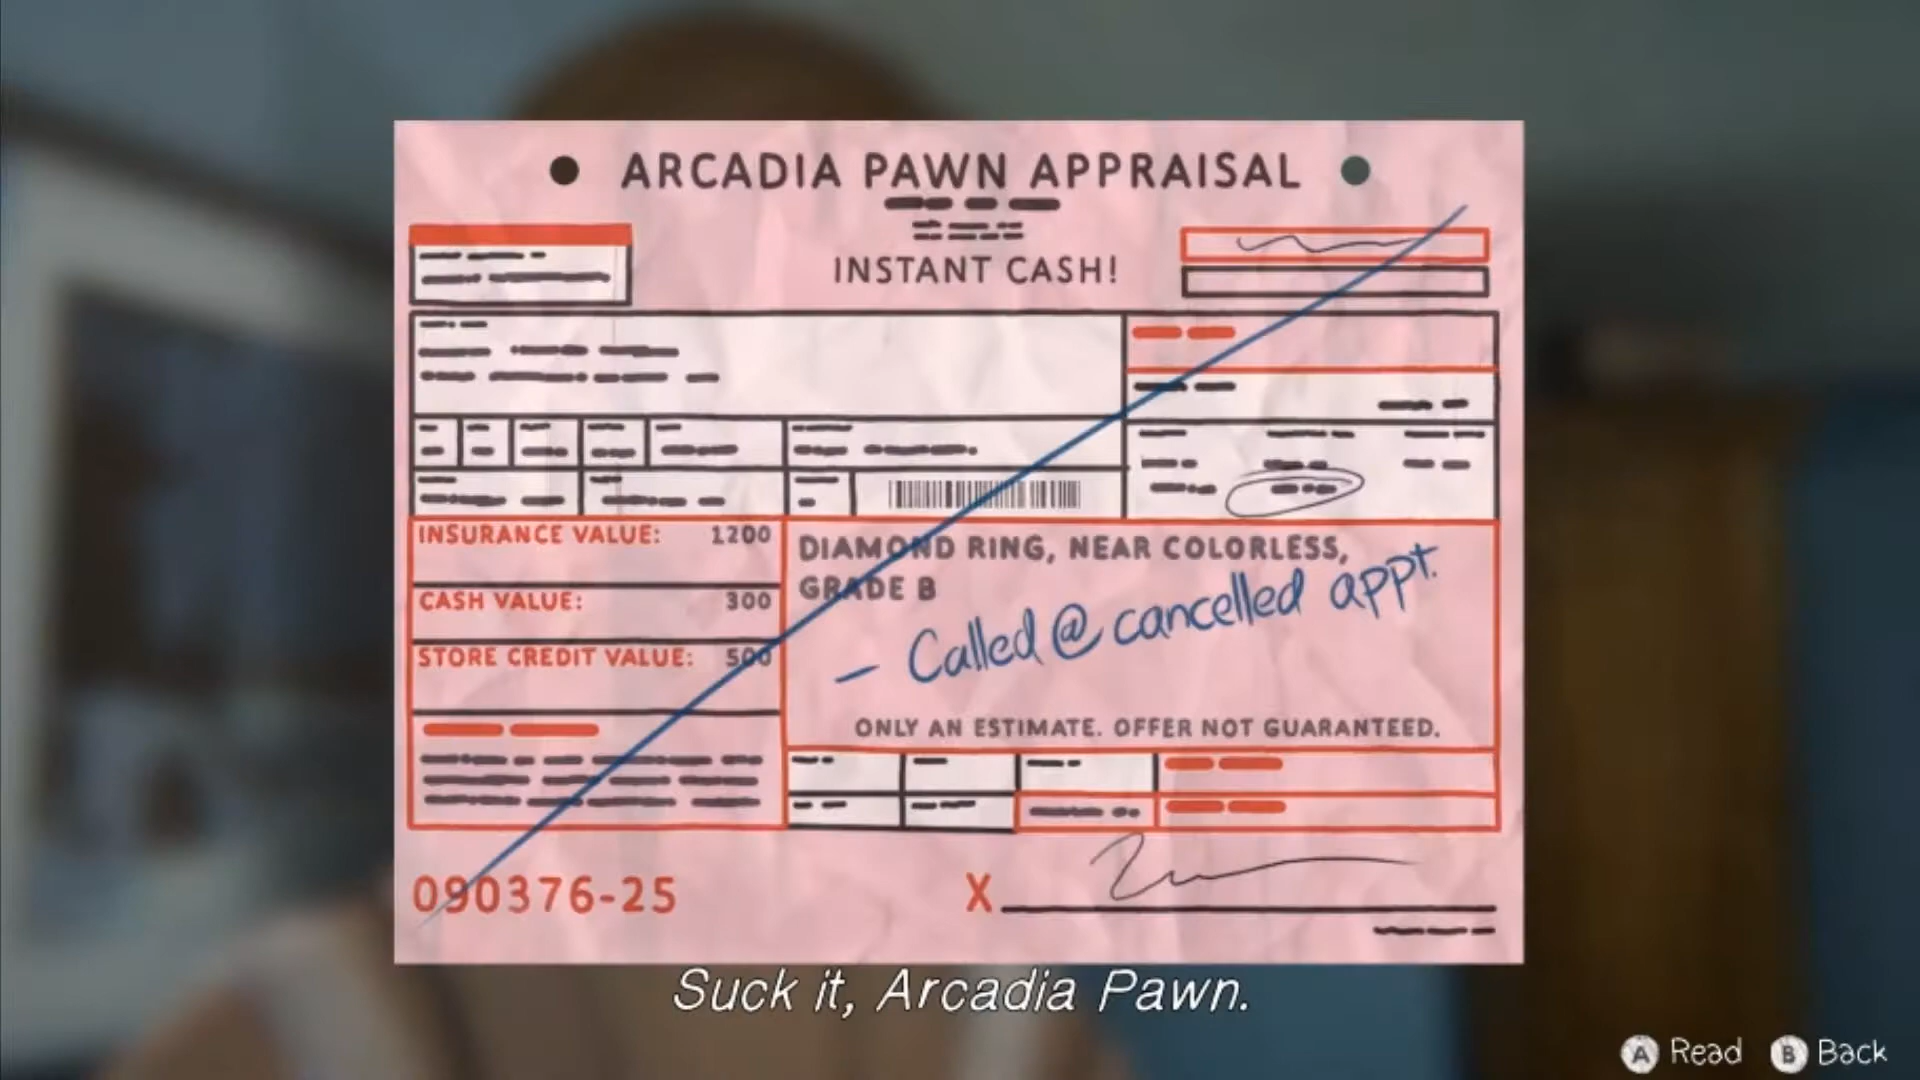 ARCADIA PAWN APPRAISAL
INSTANT CASH!
INSURANCE VALUE: 1200
CASH VALUE: 300
STORE CREDIT VALUE: 500
DIAMOND RING, NEAR COLORLESS,
GRADE B
- Called @ cancelled appt.
ONLY AN ESTIMATE. OFFER NOT GUARANTEED.
090376-25
X
Suck it, Arcadia Pawn.
A Read B Back